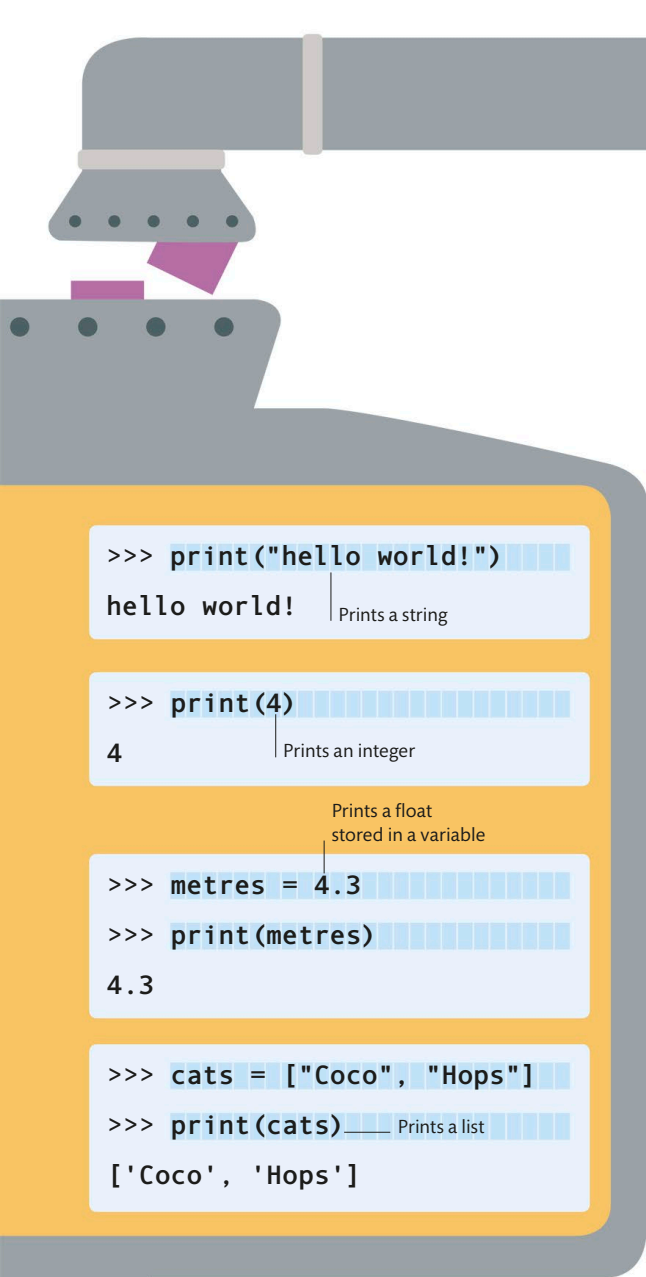 >>> print("hello world!")
hello world!
Prints a string
>>> print(4)
4
Prints an integer
Prints a float
stored in a variable
>>> metres = 4.3
>>> print(metres)
4.3
>>> cats = ["Coco", "Hops"]
>>> print(cats) Prints a list
['Coco', 'Hops']